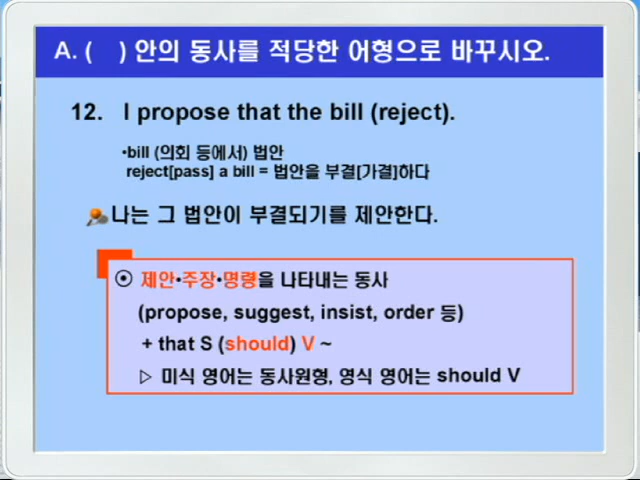 A. (    ) 안의 동사를 적당한 어형으로 바꾸시오.
12. I propose that the bill (reject).
•bill (의회 등에서) 법안
reject[pass] a bill = 법안을 부결[가결]하다
나는 그 법안이 부결되기를 제안한다.
⊙ 제안•주장•명령을 나타내는 동사
(propose, suggest, insist, order 등)
+ that S (should) V ~
▷ 미식 영어는 동사원형, 영식 영어는 should V